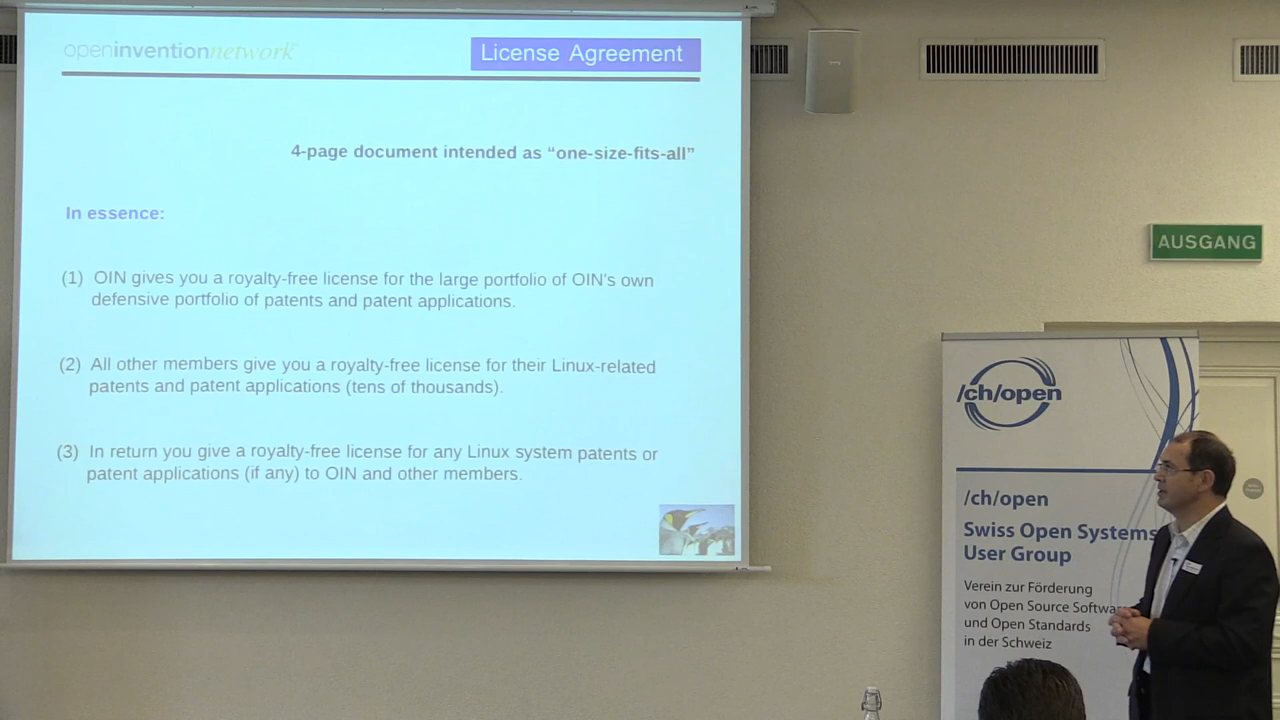 openinventionnetwork
License Agreement
4-page document intended as “one-size-fits-all”
In essence:
(1) OIN gives you a royalty-free license for the large portfolio of OIN's own
defensive portfolio of patents and patent applications.
(2) All other members give you a royalty-free license for their Linux-related
patents and patent applications (tens of thousands).
(3) In return you give a royalty-free license for any Linux system patents or
patent applications (if any) to OIN and other members.
AUSGANG
/ch/open
/ch/open
Swiss Open Systems
User Group
Verein zur Förderung
von Open Source Softwa
und Open Standards
in der Schweiz